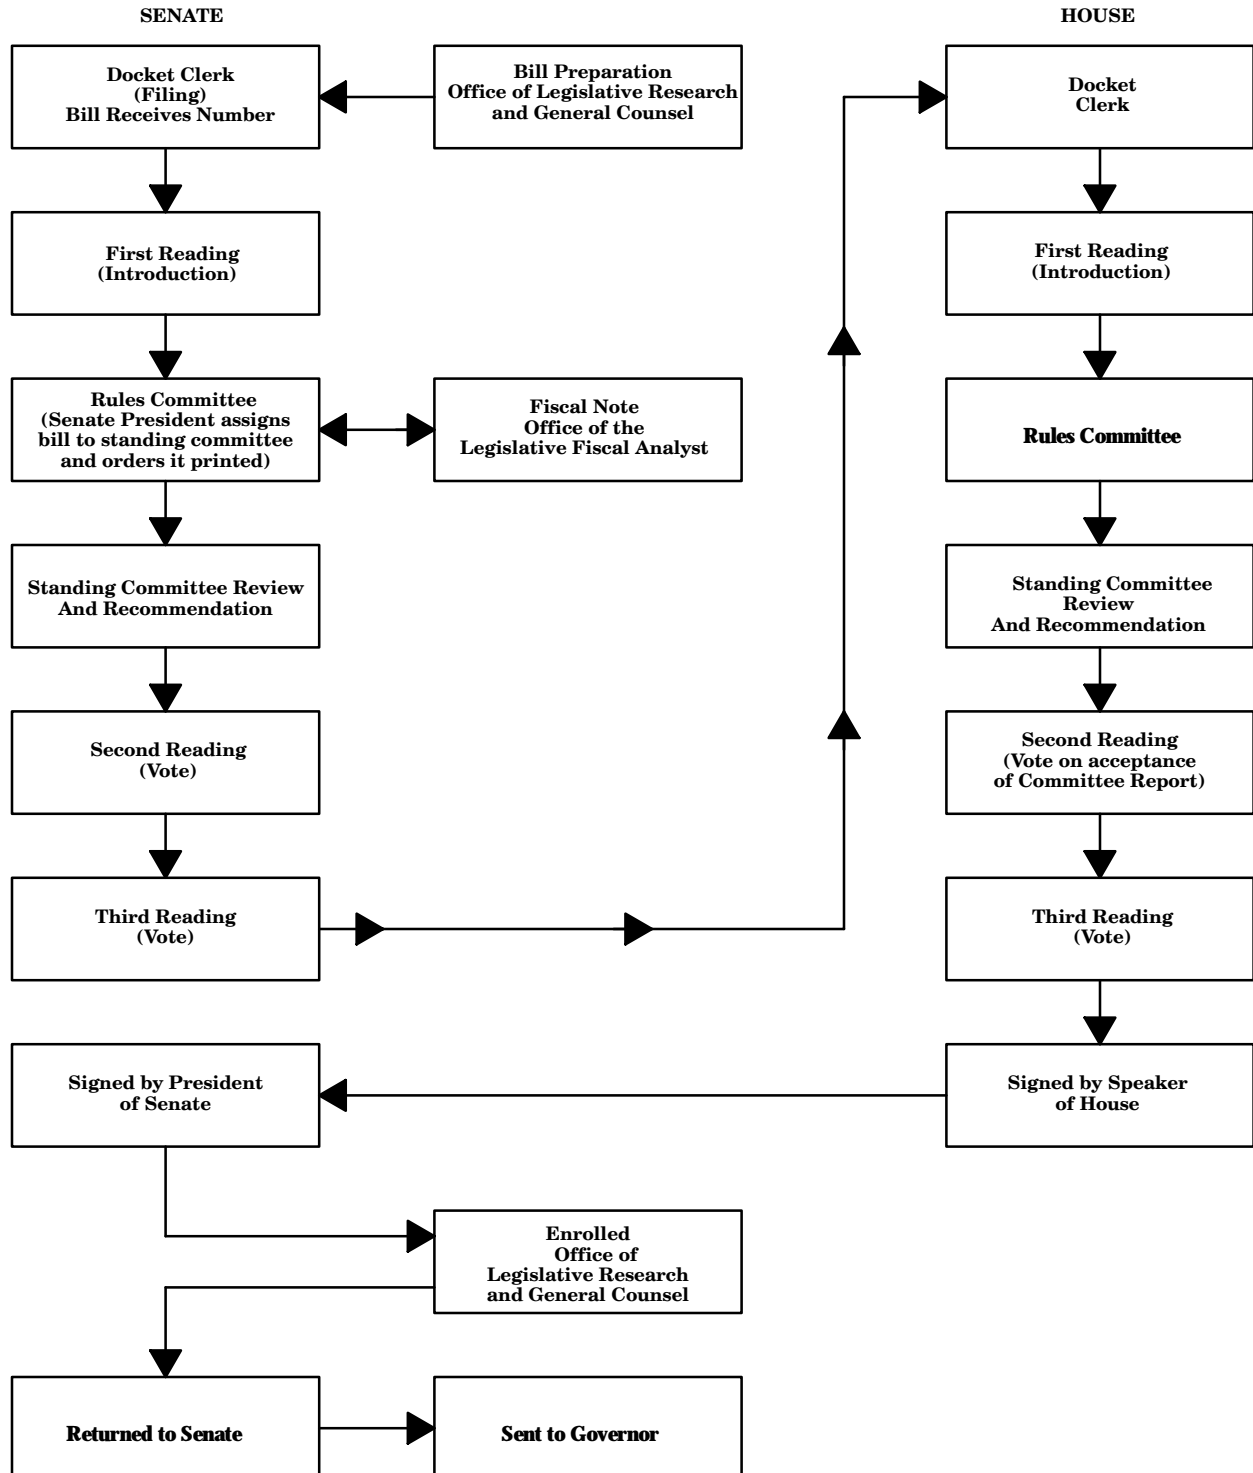 SENATE
HOUSE
Docket Clerk
(Filing)
Bill Receives Number
Bill Preparation
Office of Legislative Research
and General Counsel
Docket
Clerk
First Reading
(Introduction)
First Reading
(Introduction)
Rules Committee
(Senate President assigns
bill to standing committee
and orders it printed)
Fiscal Note
Office of the
Legislative Fiscal Analyst
Rules Committee
Standing Committee Review
And Recommendation
Standing Committee
Review
And Recommendation
Second Reading
(Vote)
Second Reading
(Vote on acceptance
of Committee Report)
Third Reading
(Vote)
Third Reading
(Vote)
Signed by President
of Senate
Signed by Speaker
of House
Enrolled
Office of
Legislative Research
and General Counsel
Returned to Senate
Sent to Governor